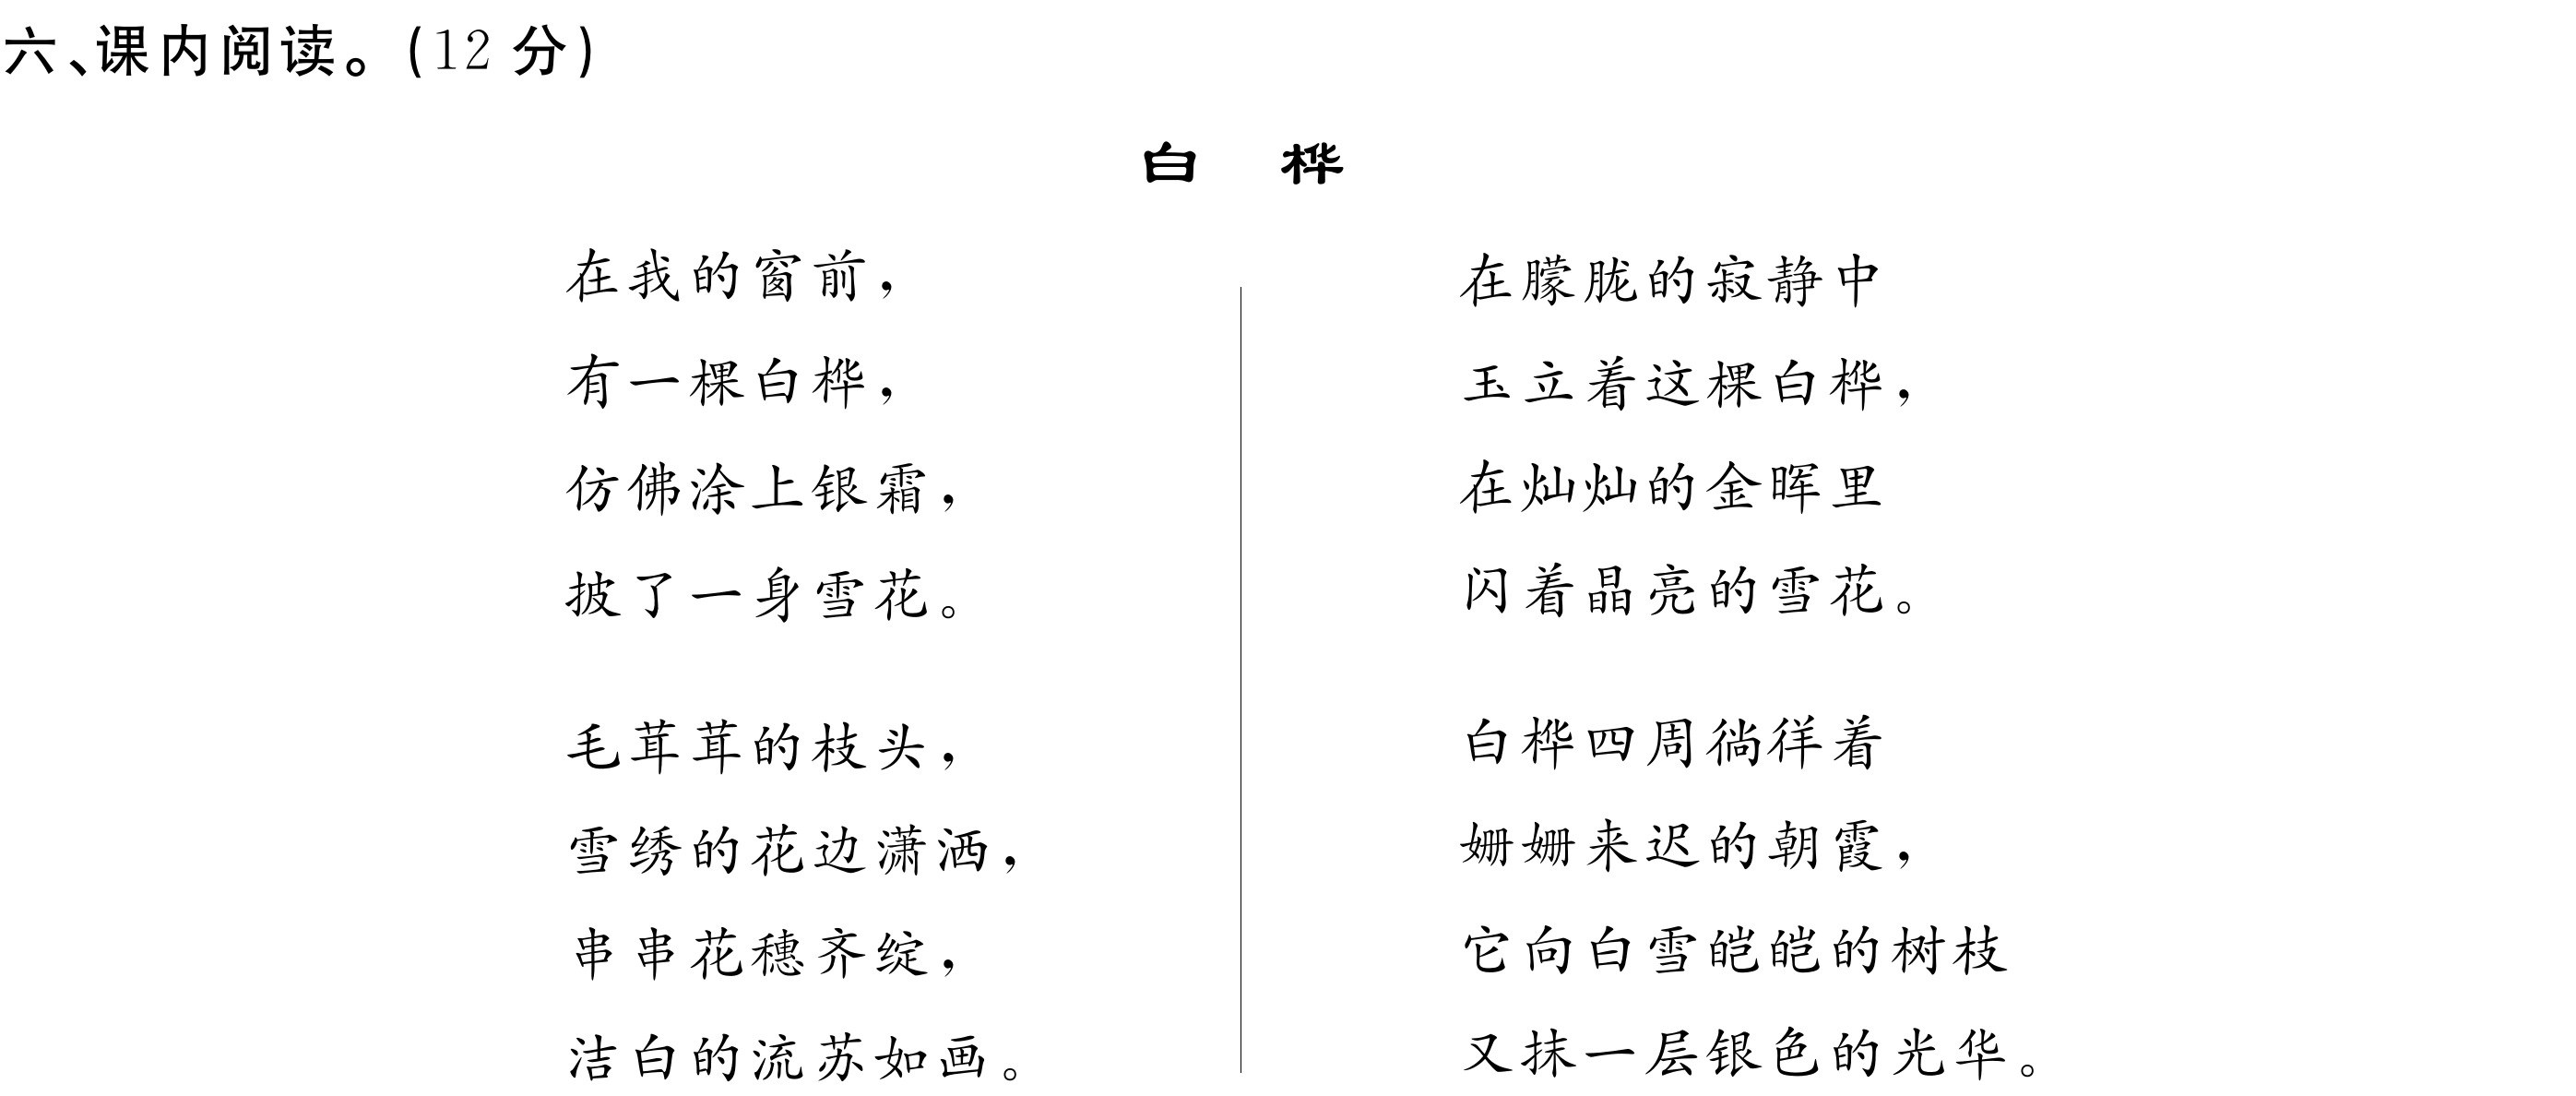 六、课内阅读。(12 分)
白 桦
在我的窗前，
有一棵白桦，
仿佛涂上银霜，
披了一身雪花。
毛茸茸的枝头，
雪绣的花边潇洒，
串串花穗齐绽，
洁白的流苏如画。
在朦胧的寂静中
玉立着这棵白桦，
在灿灿的金晖里
闪着晶亮的雪花。
白桦四周徜徉着
姗姗来迟的朝霞，
它向白雪皑皑的树枝
又抹一层银色的光华。